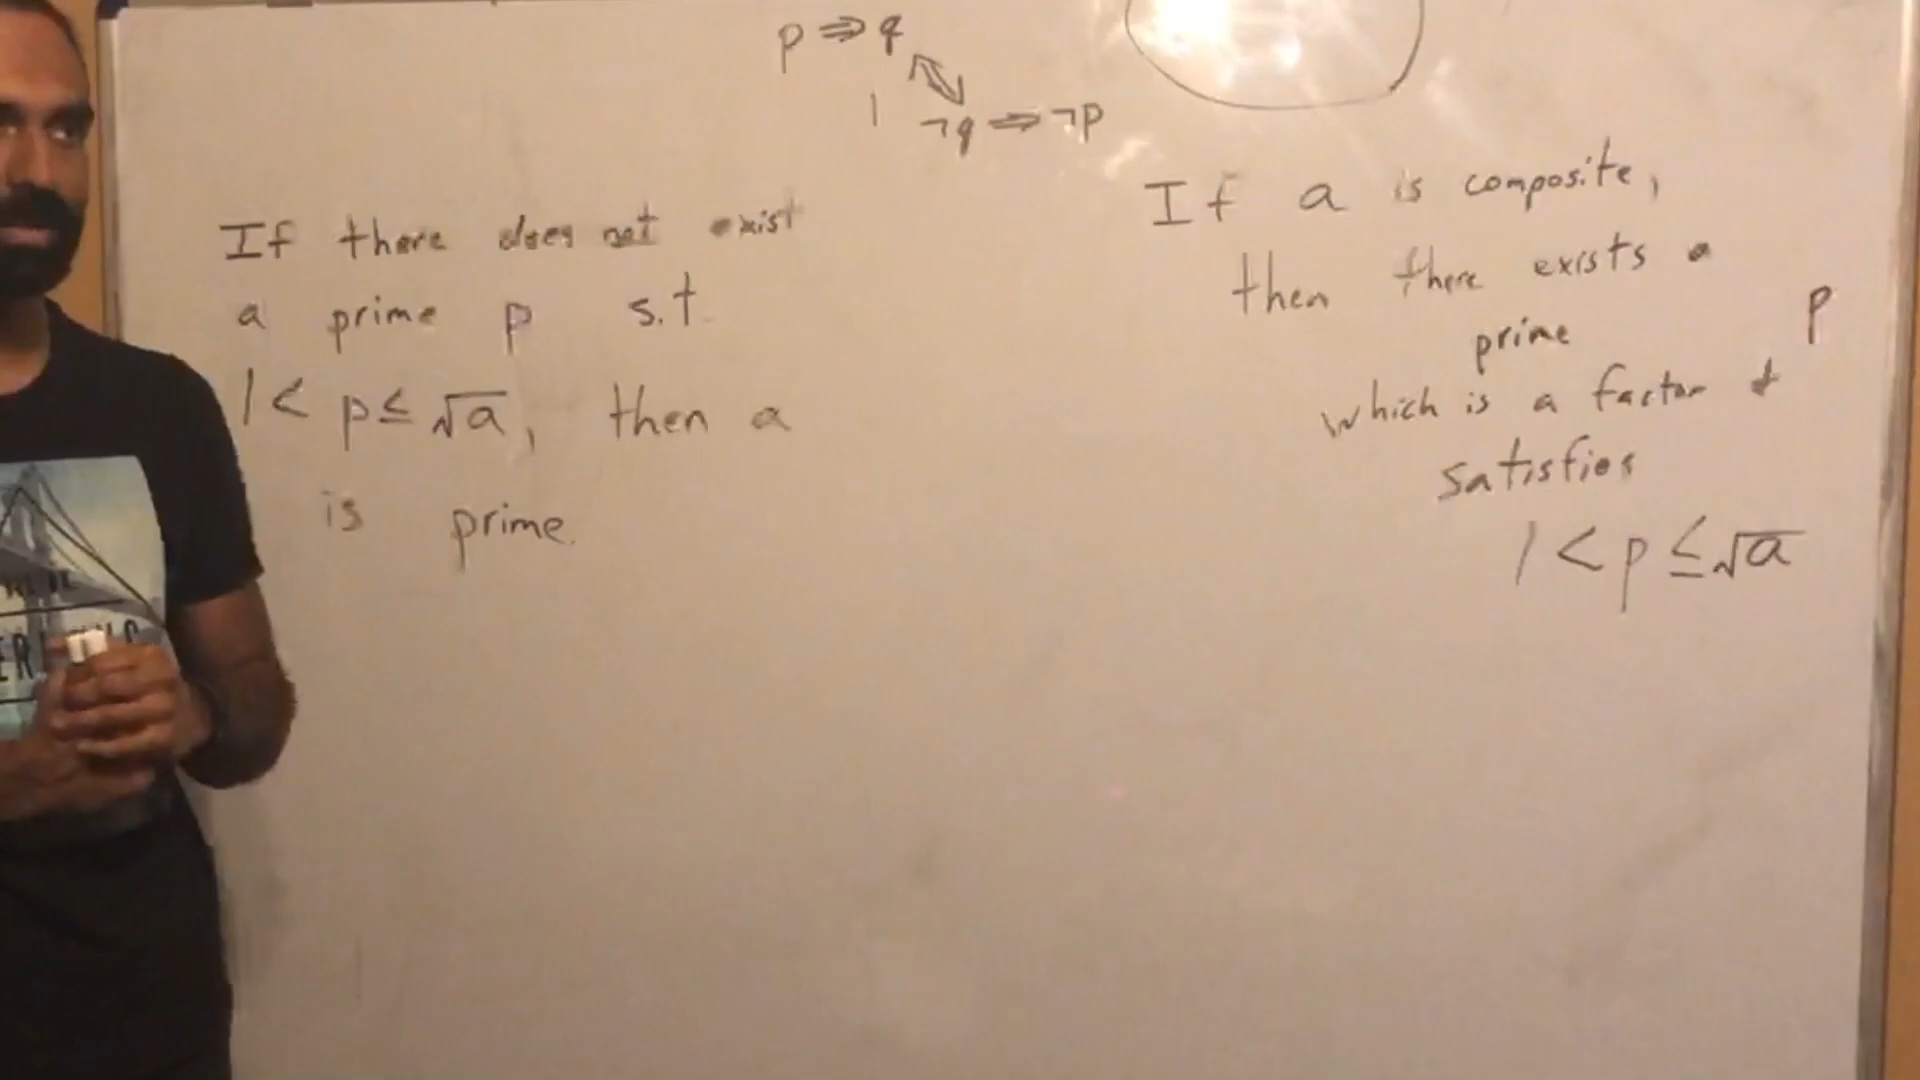 p ⇒ q
¬q ⇒ ¬p
If there does not exist
a prime p s.t.
1 < p ≤ √a, then a
is prime.
If a is composite,
then there exists a
prime p
which is a factor &
satisfies
1 < p ≤ √a